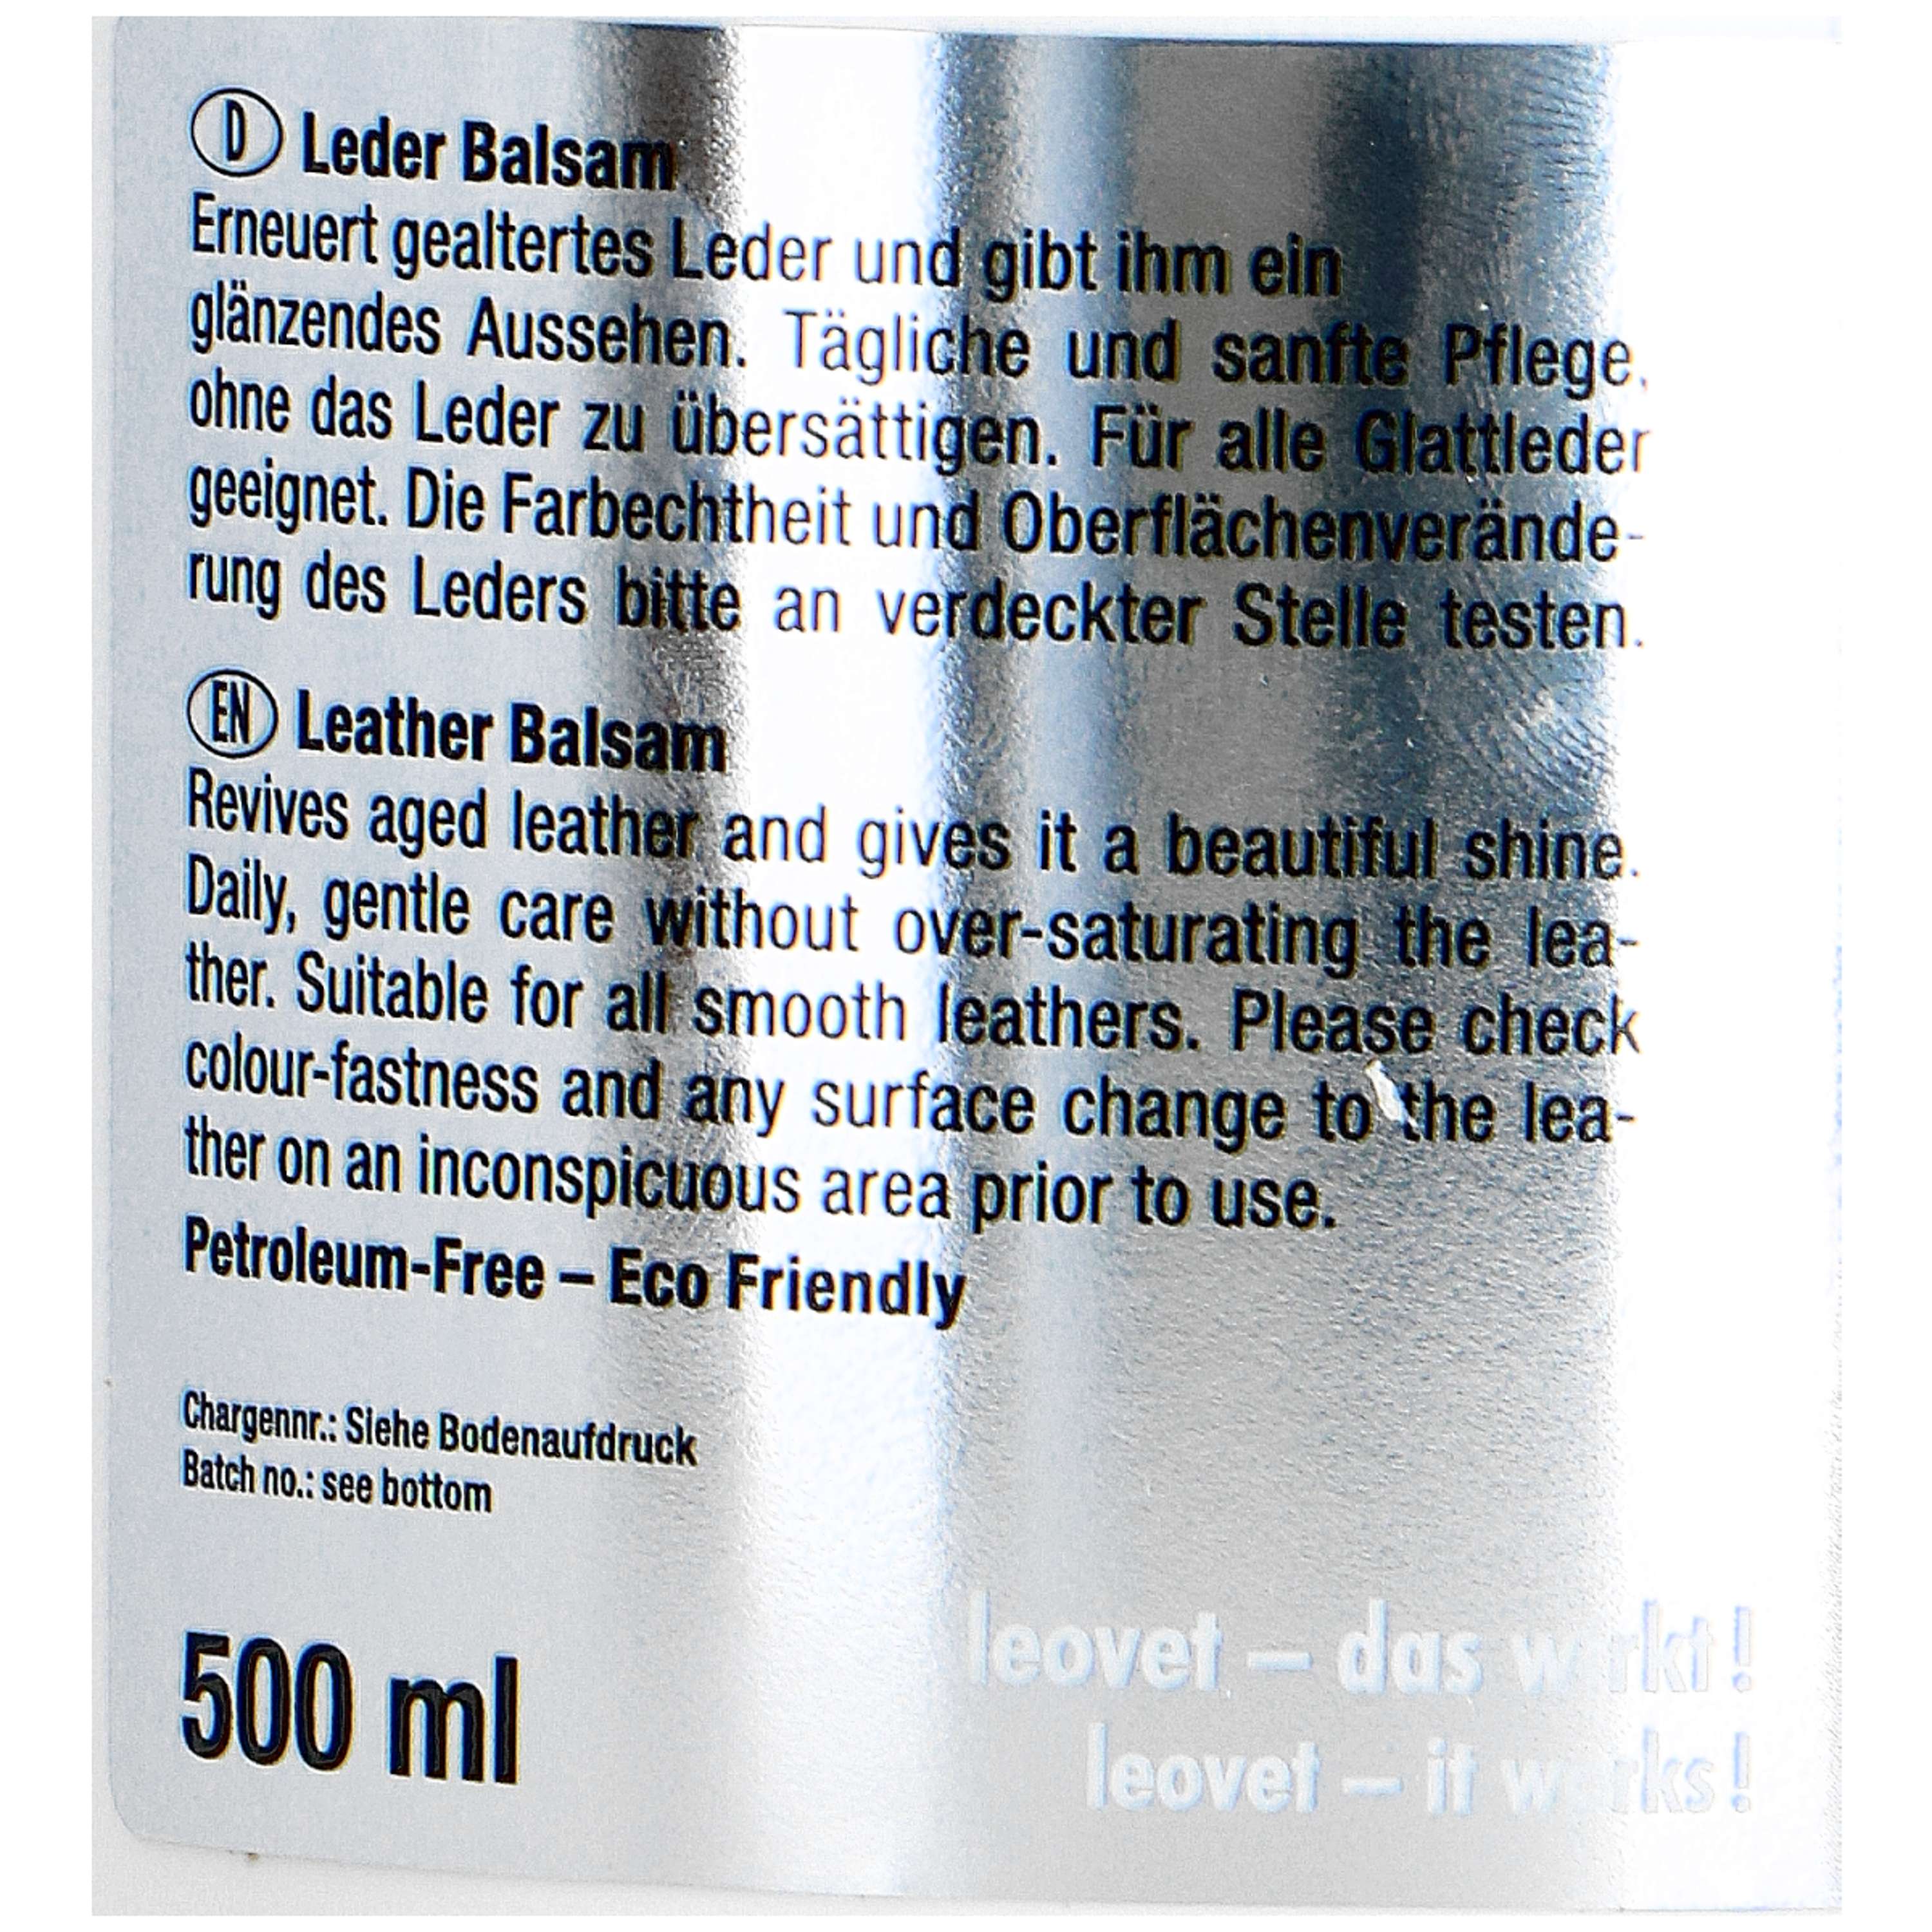 D Leder Balsam
Erneuert gealtertes Leder und gibt ihm ein
glänzendes Aussehen. Tägliche und sanfte Pflege,
ohne das Leder zu übersättigen. Für alle Glattleder
geeignet. Die Farbechtheit und Oberflächenverände-
rung des Leders bitte an verdeckter Stelle testen.
EN Leather Balsam
Revives aged leather and gives it a beautiful shine.
Daily, gentle care without over-saturating the lea-
ther. Suitable for all smooth leathers. Please check
colour-fastness and any surface change to the lea-
ther on an inconspicuous area prior to use.
Petroleum-Free – Eco Friendly
Chargennr.: Siehe Bodenaufdruck
Batch no.: see bottom
500 ml
leovet – das wirkt!
leovet – it works!